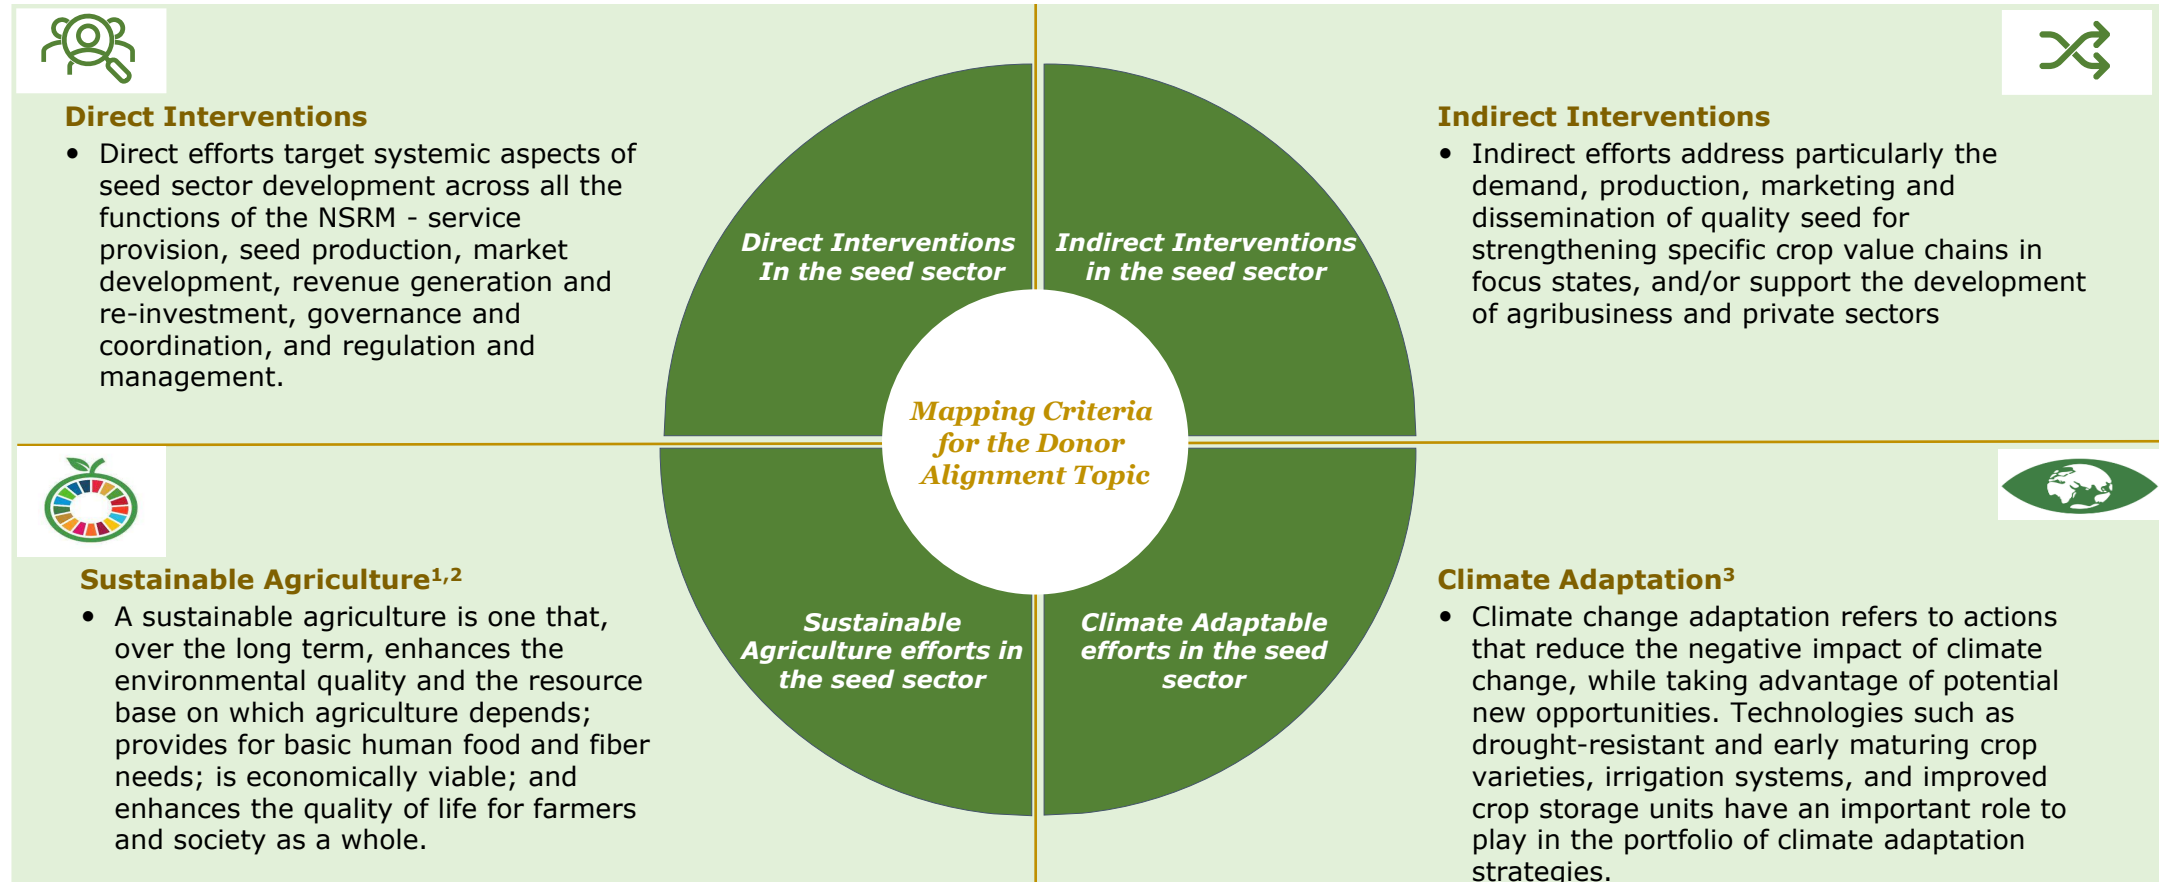 Direct Interventions
• Direct efforts target systemic aspects of
seed sector development across all the
functions of the NSRM - service
provision, seed production, market
development, revenue generation and
re-investment, governance and
coordination, and regulation and
management.
Indirect Interventions
• Indirect efforts address particularly the
demand, production, marketing and
dissemination of quality seed for
strengthening specific crop value chains in
focus states, and/or support the development
of agribusiness and private sectors
Direct Interventions
In the seed sector
Indirect Interventions
in the seed sector
Mapping Criteria
for the Donor
Alignment Topic
Sustainable
Agriculture efforts in
the seed sector
Climate Adaptable
efforts in the seed
sector
Sustainable Agriculture1,2
• A sustainable agriculture is one that,
over the long term, enhances the
environmental quality and the resource
base on which agriculture depends;
provides for basic human food and fiber
needs; is economically viable; and
enhances the quality of life for farmers
and society as a whole.
Climate Adaptation3
• Climate change adaptation refers to actions
that reduce the negative impact of climate
change, while taking advantage of potential
new opportunities. Technologies such as
drought-resistant and early maturing crop
varieties, irrigation systems, and improved
crop storage units have an important role to
play in the portfolio of climate adaptation
strategies.